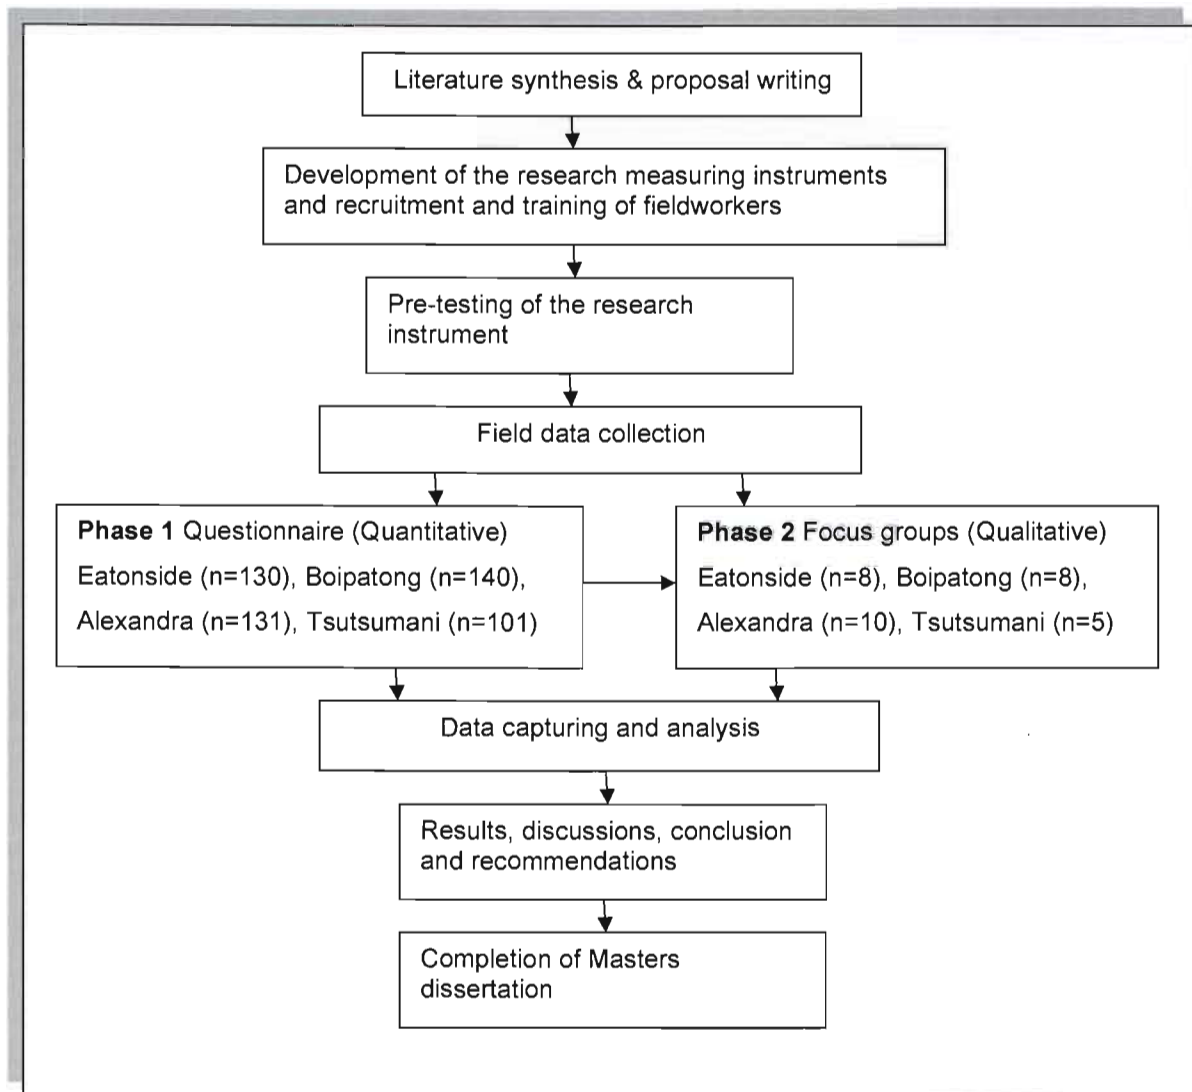 Literature synthesis & proposal writing
Development of the research measuring instruments
and recruitment and training of fieldworkers
Pre-testing of the research
instrument
Field data collection
Phase 1 Questionnaire (Quantitative)
Eatonside (n=130), Boipatong (n=140),
Alexandra (n=131), Tsutsumani (n=101)
Phase 2 Focus groups (Qualitative)
Eatonside (n=8), Boipatong (n=8),
Alexandra (n=10), Tsutsumani (n=5)
Data capturing and analysis
Results, discussions, conclusion
and recommendations
Completion of Masters
dissertation